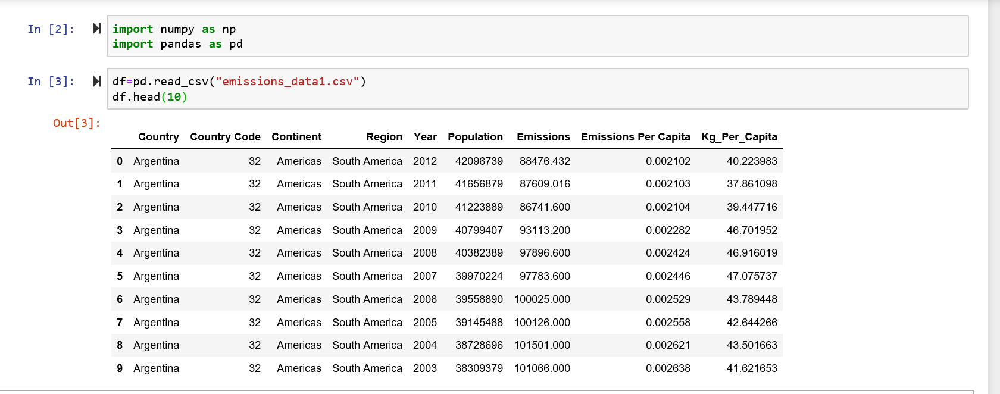 In [2]: import numpy as np
import pandas as pd
In [3]: df=pd.read_csv("emissions_data1.csv")
df.head(10)
Out[3]:
Country Country Code Continent Region Year Population Emissions Emissions Per Capita Kg_Per_Capita
0 Argentina 32 Americas South America 2012 42096739 88476.432 0.002102 40.223983
1 Argentina 32 Americas South America 2011 41656879 87609.016 0.002103 37.861098
2 Argentina 32 Americas South America 2010 41223889 86741.600 0.002104 39.447716
3 Argentina 32 Americas South America 2009 40799407 93113.200 0.002282 46.701952
4 Argentina 32 Americas South America 2008 40382389 97896.600 0.002424 46.916019
5 Argentina 32 Americas South America 2007 39970224 97783.600 0.002446 47.075737
6 Argentina 32 Americas South America 2006 39558890 100025.000 0.002529 43.789448
7 Argentina 32 Americas South America 2005 39145488 100126.000 0.002558 42.644266
8 Argentina 32 Americas South America 2004 38728696 101501.000 0.002621 43.501663
9 Argentina 32 Americas South America 2003 38309379 101066.000 0.002638 41.621653